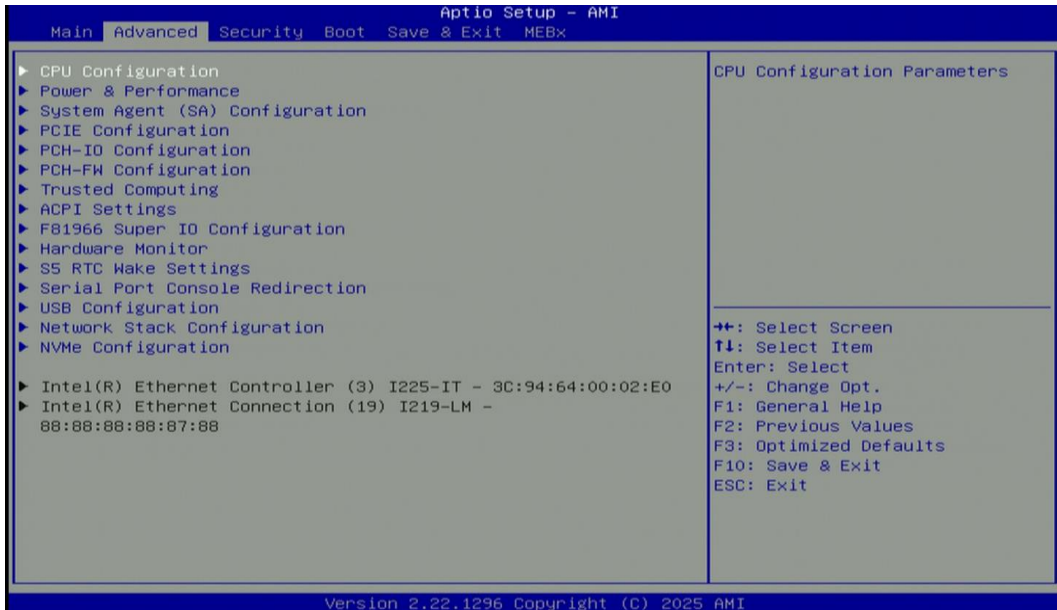 Aptio Setup – AMI
Main Advanced Security Boot Save & Exit MEBx
▶ CPU Configuration
▶ Power & Performance
▶ System Agent (SA) Configuration
▶ PCIE Configuration
▶ PCH-IO Configuration
▶ PCH-FW Configuration
▶ Trusted Computing
▶ ACPI Settings
▶ F81966 Super IO Configuration
▶ Hardware Monitor
▶ S5 RTC Wake Settings
▶ Serial Port Console Redirection
▶ USB Configuration
▶ Network Stack Configuration
▶ NVMe Configuration
▶ Intel(R) Ethernet Controller (3) I225-IT - 3C:94:64:00:02:E0
▶ Intel(R) Ethernet Connection (19) I219-LM -
88:88:88:88:87:88
CPU Configuration Parameters
→←: Select Screen
↑↓: Select Item
Enter: Select
+/-: Change Opt.
F1: General Help
F2: Previous Values
F3: Optimized Defaults
F10: Save & Exit
ESC: Exit
Version 2.22.1296 Copyright (C) 2025 AMI